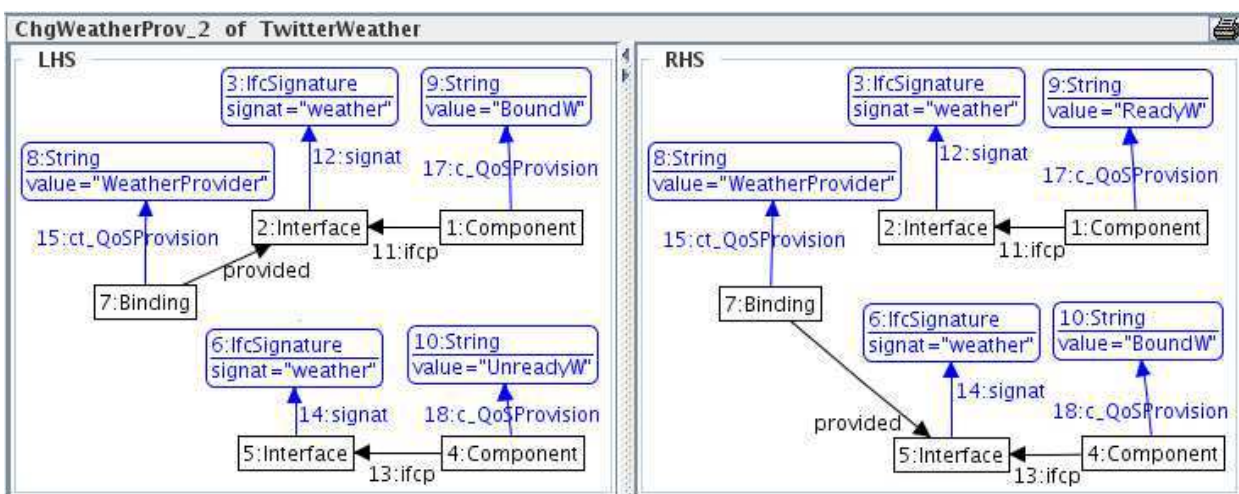 ChgWeatherProv_2 of TwitterWeather
LHS
3:IfcSignature
signat="weather"
9:String
value="BoundW"
8:String
value="WeatherProvider"
12:signat
17:c_QoSProvision
15:ct_QoSProvision
2:Interface
1:Component
11:ifcp
provided
7:Binding
6:IfcSignature
signat="weather"
10:String
value="UnreadyW"
14:signat
18:c_QoSProvision
5:Interface
4:Component
13:ifcp
RHS
3:IfcSignature
signat="weather"
9:String
value="ReadyW"
8:String
value="WeatherProvider"
12:signat
17:c_QoSProvision
15:ct_QoSProvision
2:Interface
1:Component
11:ifcp
7:Binding
6:IfcSignature
signat="weather"
10:String
value="BoundW"
14:signat
18:c_QoSProvision
provided
5:Interface
4:Component
13:ifcp